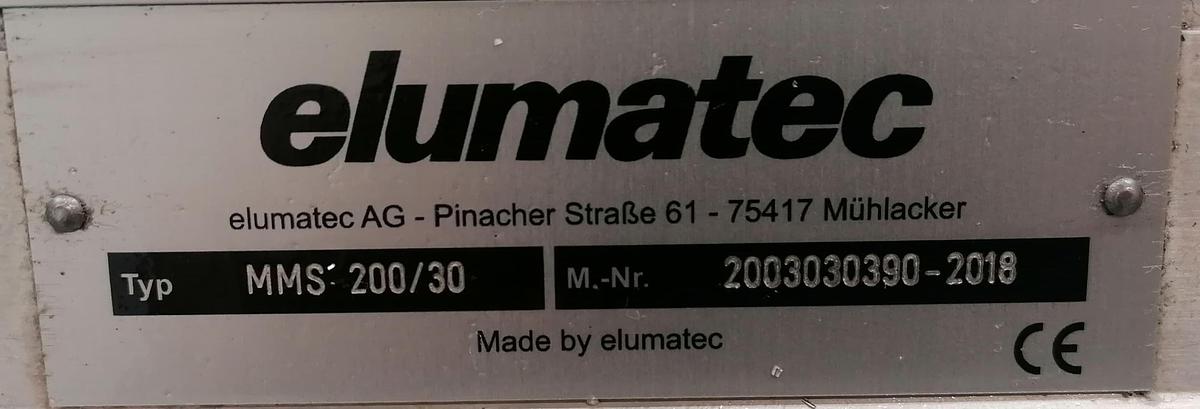 elumatec
elumatec AG - Pinacher Straße 61 - 75417 Mühlacker
Typ MMS 200/30 M.-Nr. 2003030390-2018
Made by elumatec
CE